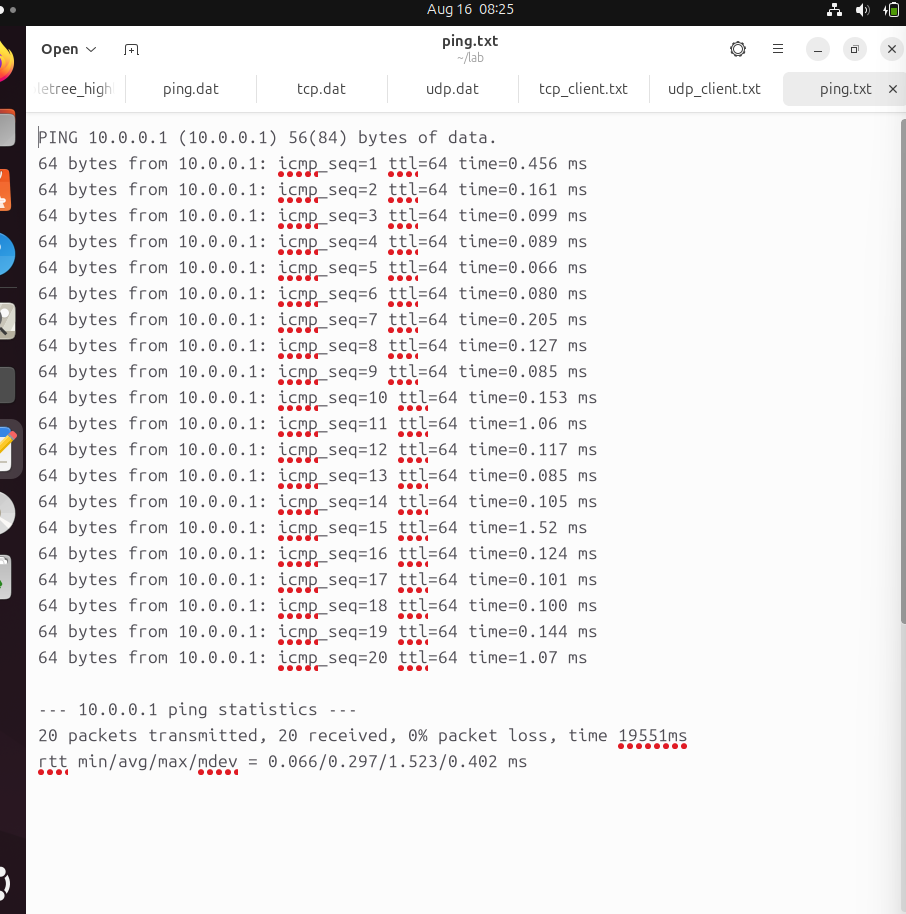 Aug 16 08:25
Open
ping.txt
~/lab
ping.dat
tcp.dat
udp.dat
tcp_client.txt
udp_client.txt
ping.txt
PING 10.0.0.1 (10.0.0.1) 56(84) bytes of data.
64 bytes from 10.0.0.1: icmp_seq=1 ttl=64 time=0.456 ms
64 bytes from 10.0.0.1: icmp_seq=2 ttl=64 time=0.161 ms
64 bytes from 10.0.0.1: icmp_seq=3 ttl=64 time=0.099 ms
64 bytes from 10.0.0.1: icmp_seq=4 ttl=64 time=0.089 ms
64 bytes from 10.0.0.1: icmp_seq=5 ttl=64 time=0.066 ms
64 bytes from 10.0.0.1: icmp_seq=6 ttl=64 time=0.080 ms
64 bytes from 10.0.0.1: icmp_seq=7 ttl=64 time=0.205 ms
64 bytes from 10.0.0.1: icmp_seq=8 ttl=64 time=0.127 ms
64 bytes from 10.0.0.1: icmp_seq=9 ttl=64 time=0.085 ms
64 bytes from 10.0.0.1: icmp_seq=10 ttl=64 time=0.153 ms
64 bytes from 10.0.0.1: icmp_seq=11 ttl=64 time=1.06 ms
64 bytes from 10.0.0.1: icmp_seq=12 ttl=64 time=0.117 ms
64 bytes from 10.0.0.1: icmp_seq=13 ttl=64 time=0.085 ms
64 bytes from 10.0.0.1: icmp_seq=14 ttl=64 time=0.105 ms
64 bytes from 10.0.0.1: icmp_seq=15 ttl=64 time=1.52 ms
64 bytes from 10.0.0.1: icmp_seq=16 ttl=64 time=0.124 ms
64 bytes from 10.0.0.1: icmp_seq=17 ttl=64 time=0.101 ms
64 bytes from 10.0.0.1: icmp_seq=18 ttl=64 time=0.100 ms
64 bytes from 10.0.0.1: icmp_seq=19 ttl=64 time=0.144 ms
64 bytes from 10.0.0.1: icmp_seq=20 ttl=64 time=1.07 ms
--- 10.0.0.1 ping statistics ---
20 packets transmitted, 20 received, 0% packet loss, time 19551ms
rtt min/avg/max/mdev = 0.066/0.297/1.523/0.402 ms